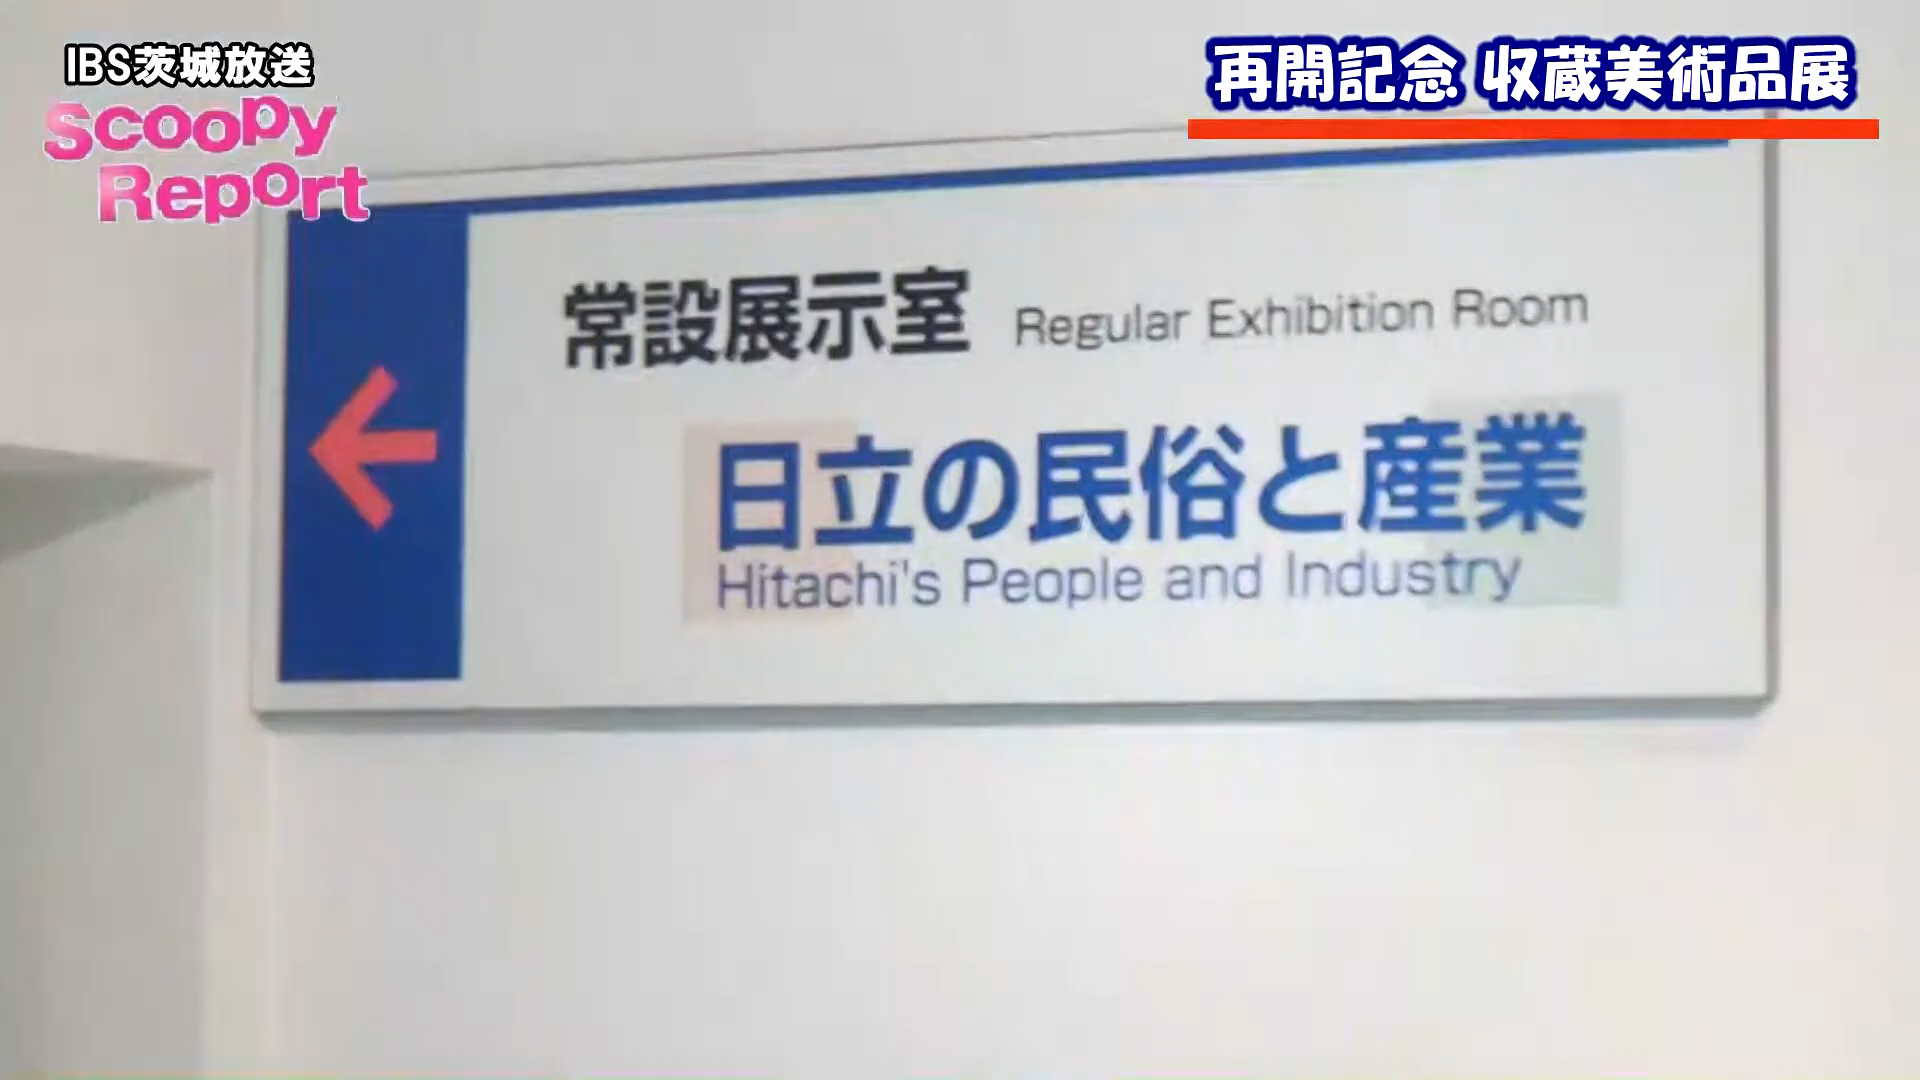 IBS茨城放送
Scoopy
Report
再開記念 収蔵美術品展
常設展示室 Regular Exhibition Room
日立の民俗と産業
Hitachi's People and Industry